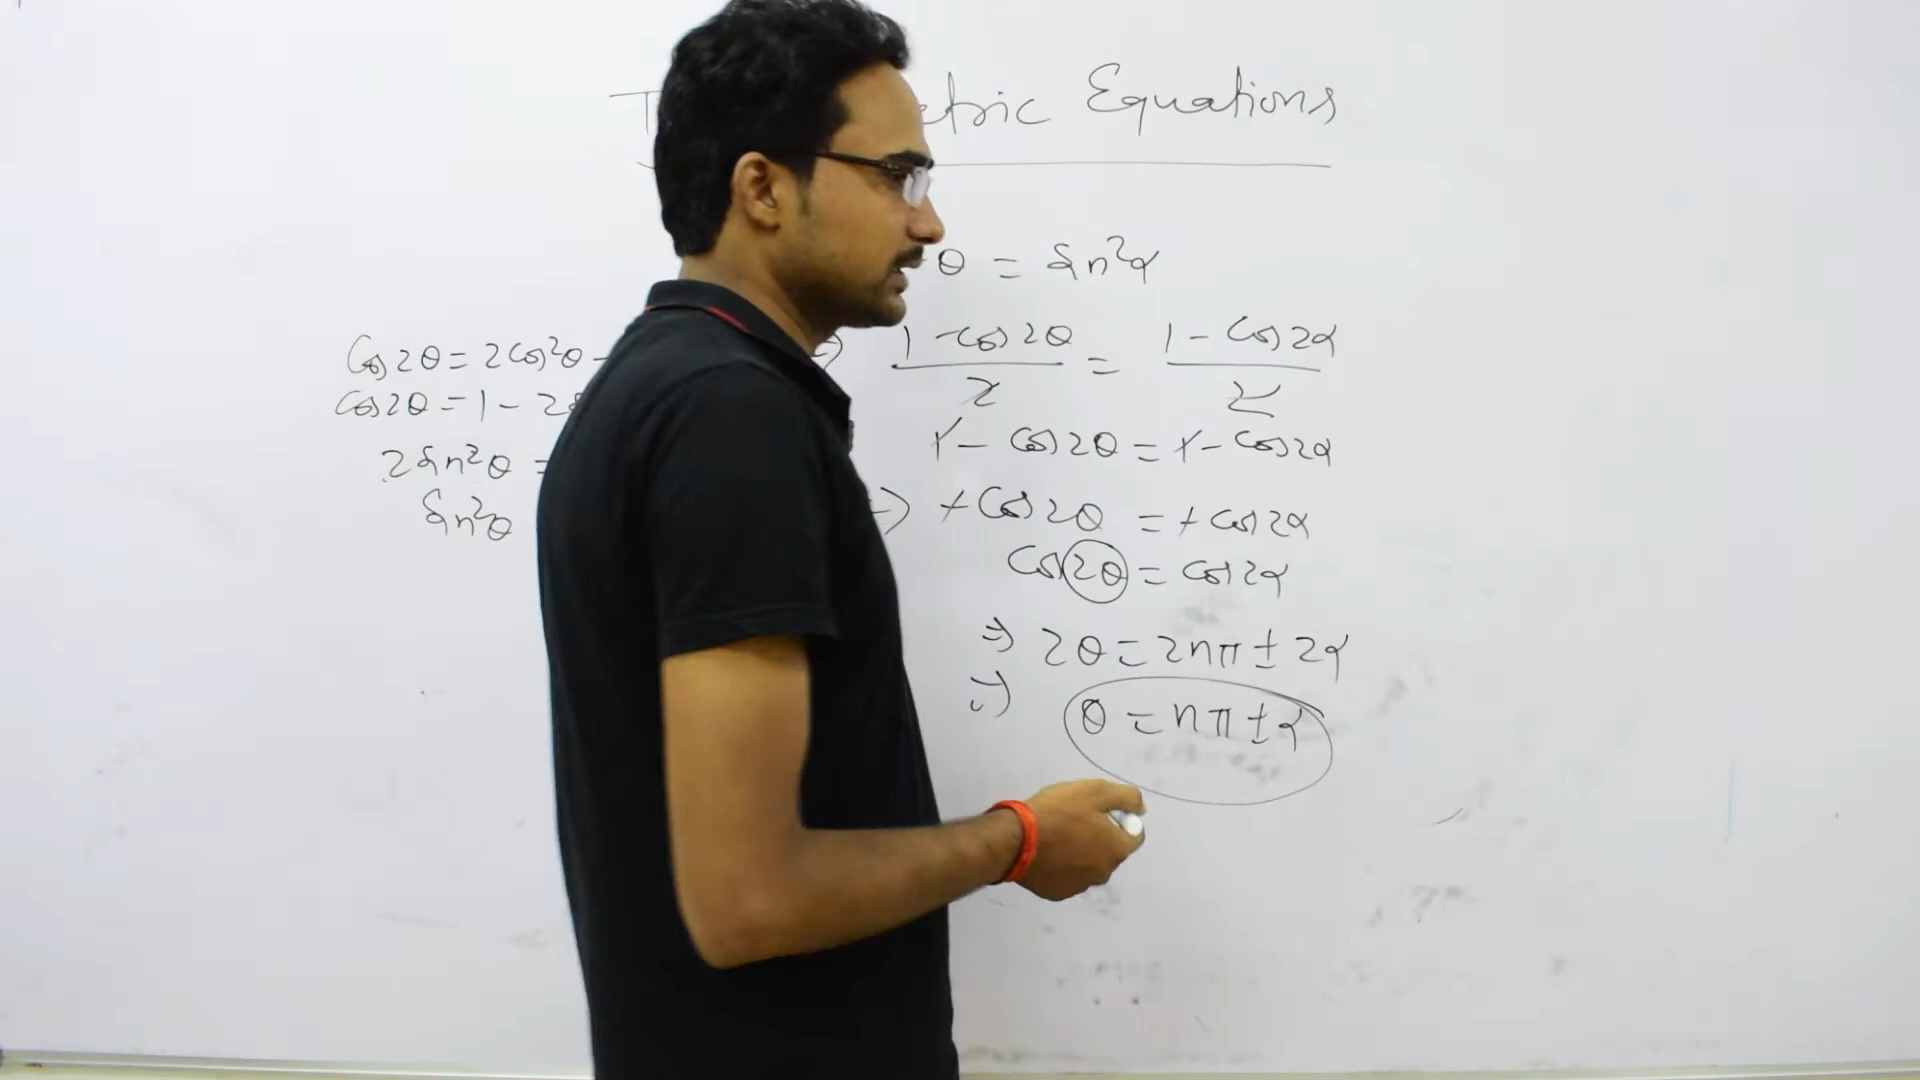 Equations
θ = sin²α
Cos2θ = 2Cos²θ -
Cos2θ = 1 - 2
2sin²θ =
sin²θ
⇒ 1 - cos2θ / 2 = 1 - Cos2α / 2
1 - Cos2θ = 1 - Cos2α
⇒ + Cos2θ = + Cos2α
Cos2θ = Cos2α
⇒ 2θ = 2nπ ± 2α
⇒ θ = nπ ± α